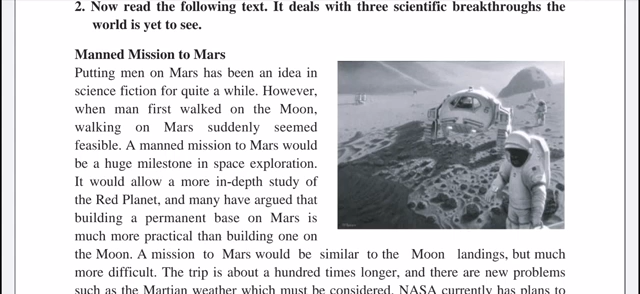 2. Now read the following text. It deals with three scientific breakthroughs the
world is yet to see.
Manned Mission to Mars
Putting men on Mars has been an idea in
science fiction for quite a while. However,
when man first walked on the Moon,
walking on Mars suddenly seemed
feasible. A manned mission to Mars would
be a huge milestone in space exploration.
It would allow a more in-depth study of
the Red Planet, and many have argued that
building a permanent base on Mars is
much more practical than building one on
the Moon. A mission to Mars would be similar to the Moon landings, but much
more difficult. The trip is about a hundred times longer, and there are new problems
such as the Martian weather which must be considered. NASA currently has plans to